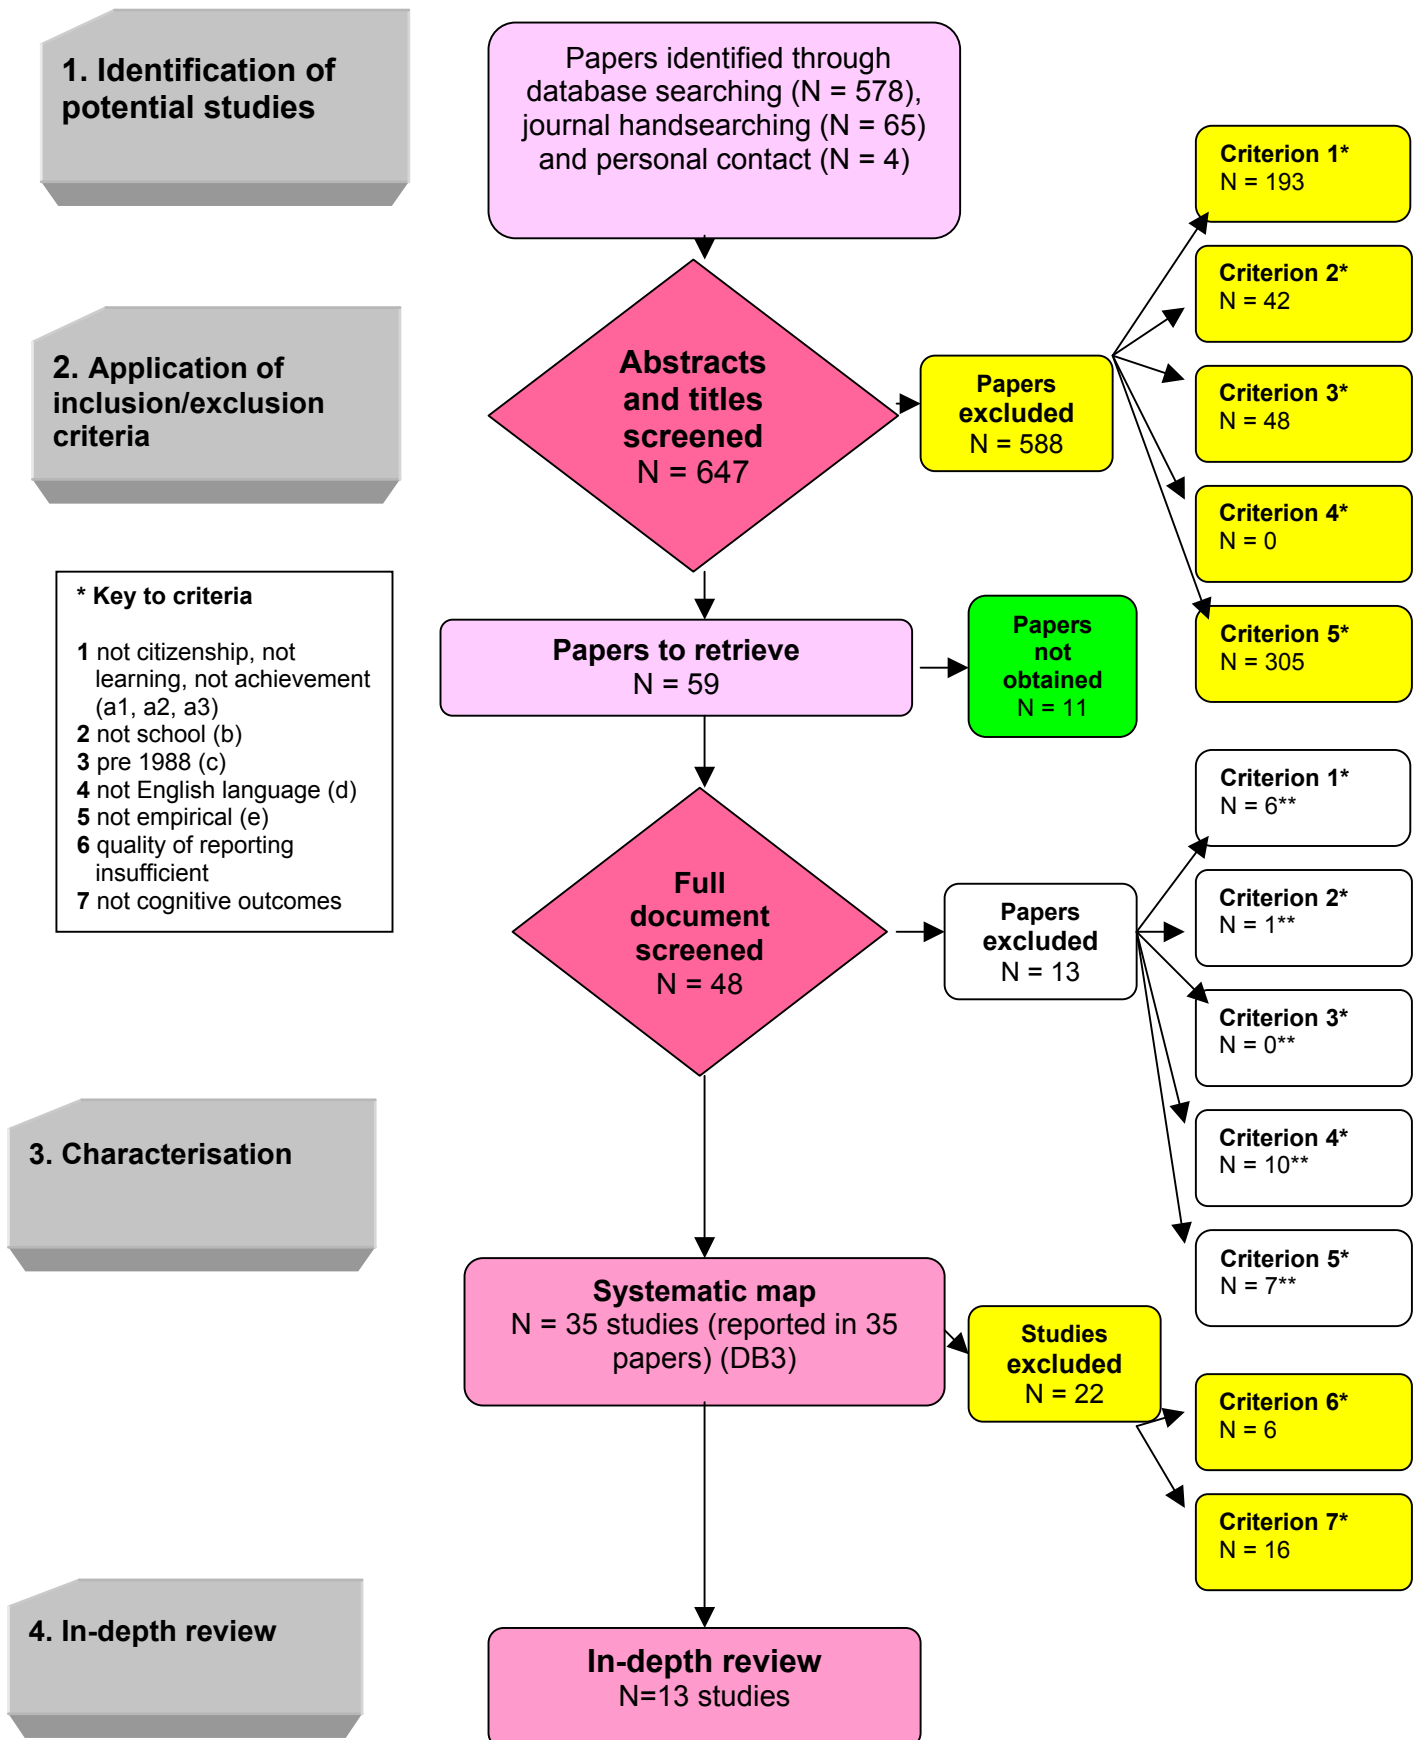 1. Identification of
potential studies
Papers identified through
database searching (N = 578),
journal handsearching (N = 65)
and personal contact (N = 4)
Criterion 1*
N = 193
Criterion 2*
N = 42
2. Application of
inclusion/exclusion
criteria
Abstracts
and titles
screened
N = 647
Papers
excluded
N = 588
Criterion 3*
N = 48
Criterion 4*
N = 0
Criterion 5*
N = 305
* Key to criteria
1 not citizenship, not
learning, not achievement
(a1, a2, a3)
2 not school (b)
3 pre 1988 (c)
4 not English language (d)
5 not empirical (e)
6 quality of reporting
insufficient
7 not cognitive outcomes
Papers to retrieve
N = 59
Papers
not
obtained
N = 11
Full
document
screened
N = 48
Papers
excluded
N = 13
Criterion 1*
N = 6**
Criterion 2*
N = 1**
Criterion 3*
N = 0**
Criterion 4*
N = 10**
Criterion 5*
N = 7**
3. Characterisation
Systematic map
N = 35 studies (reported in 35
papers) (DB3)
Studies
excluded
N = 22
Criterion 6*
N = 6
Criterion 7*
N = 16
4. In-depth review
In-depth review
N=13 studies